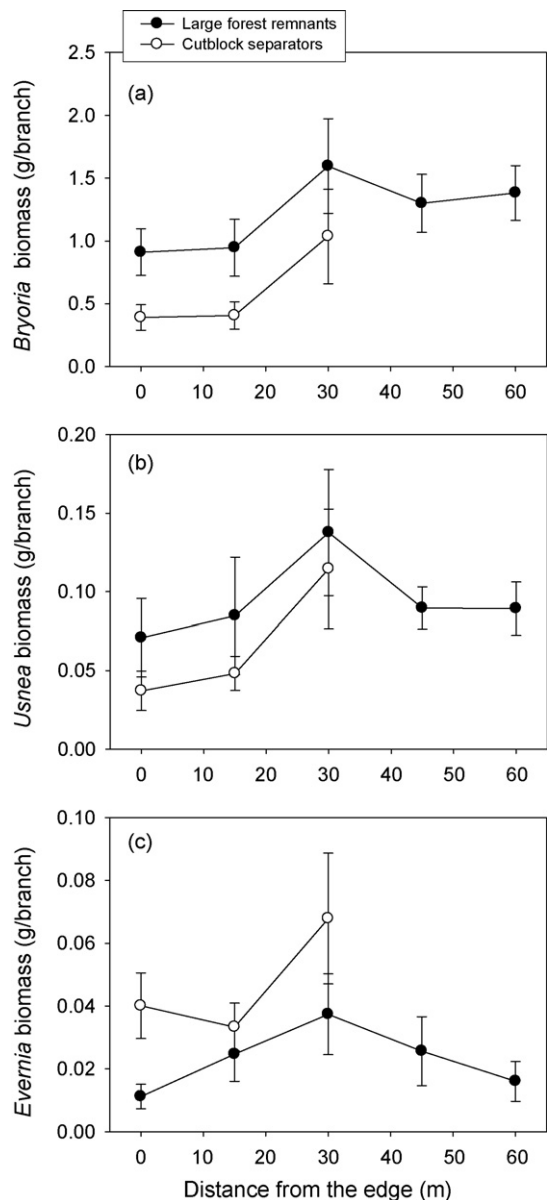 Large forest remnants
Cutblock separators
(a)
Bryoria biomass (g/branch)
2.5
2.0
1.5
1.0
0.5
0.0
0 10 20 30 40 50 60
(b)
Usnea biomass (g/branch)
0.20
0.15
0.10
0.05
0.00
0 10 20 30 40 50 60
(c)
Evernia biomass (g/branch)
0.10
0.08
0.06
0.04
0.02
0.00
0 10 20 30 40 50 60
Distance from the edge (m)